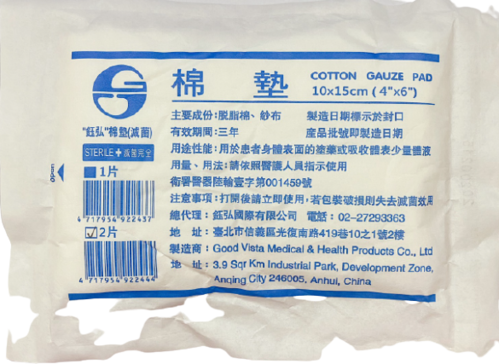 棉 墊
COTTON GAUZE PAD
10x15cm ( 4"x6")
"鈺弘"棉墊(滅菌)
STERILE + 滅菌完全
1片
4 717954 922437
2片
4 717954 922444
主要成份：脫脂棉、紗布 製造日期標示於封口
有效期間：三年 産品批號即製造日期
用途性能：用於患者身體表面的塗藥或吸收體表少量體液
用量、用法：請依照醫護人員指示使用
衛署醫器陸輸壹字第001459號
注意事項：打開後請立即使用，若包裝破損則失去滅菌效用
總代理：鈺弘國際有限公司 電話：02-27293363
地 址：臺北市信義區光復南路419巷10之1號2樓
製造商：Good Vista Medical & Health Products Co., Ltd
地 址：3.9 Sqr Km Industrial Park, Development Zone,
Anqing City 246005, Anhui, China